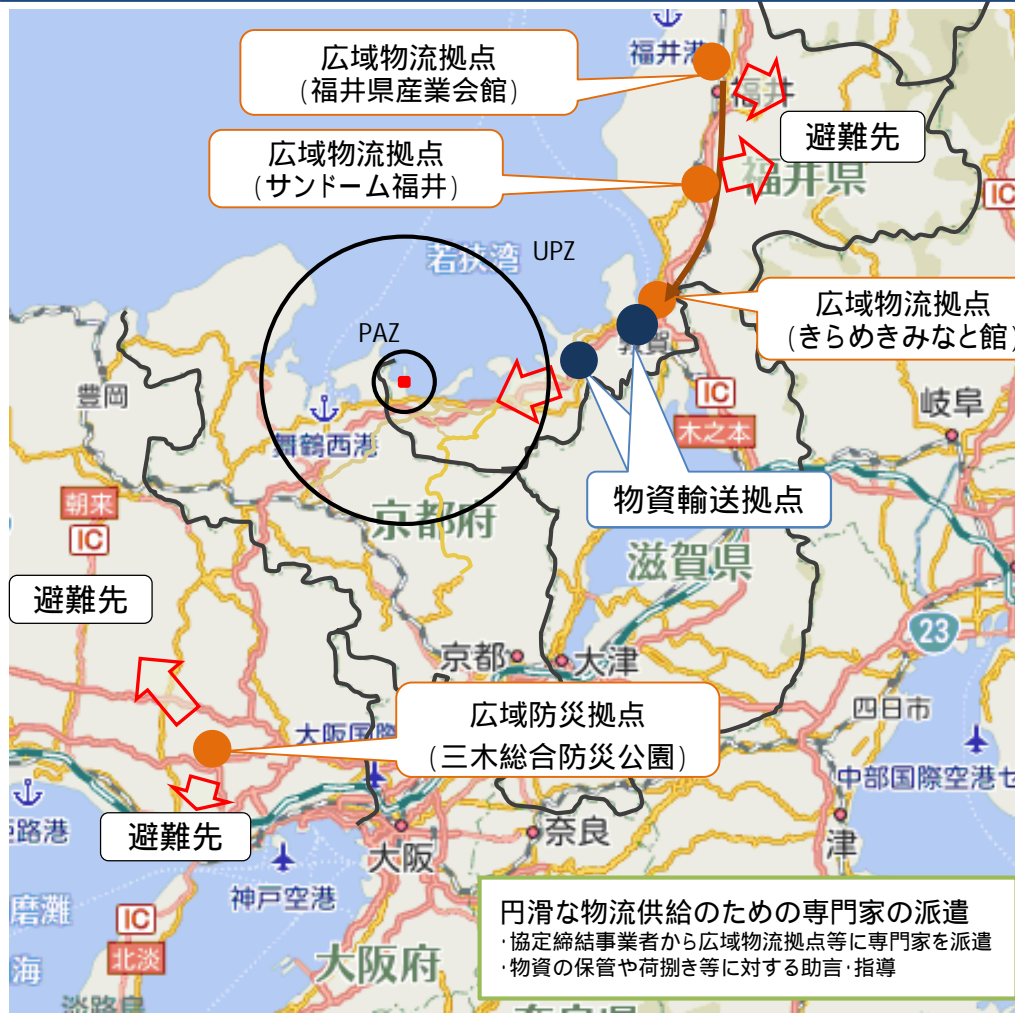 広域物流拠点
(福井県産業会館)
福井港
福井
広域物流拠点
(サンドーム福井)
避難先
福井県
IC
若狭湾
UPZ
広域物流拠点
(きらめきみなと館)
PAZ
豊岡
舞鶴西港
IC
木之本
岐阜
物資輸送拠点
朝来
IC
京都府
滋賀県
避難先
23
京都
大津
広域防災拠点
(三木総合防災公園)
大阪国際
四日市
中部国際空港セ
避難先
路港
大阪
奈良
津
神戸空港
磨灘
IC
北淡
海
大阪府
淡路島
円滑な物流供給のための専門家の派遣
・協定締結事業者から広域物流拠点等に専門家を派遣
・物資の保管や荷捌き等に対する助言・指導